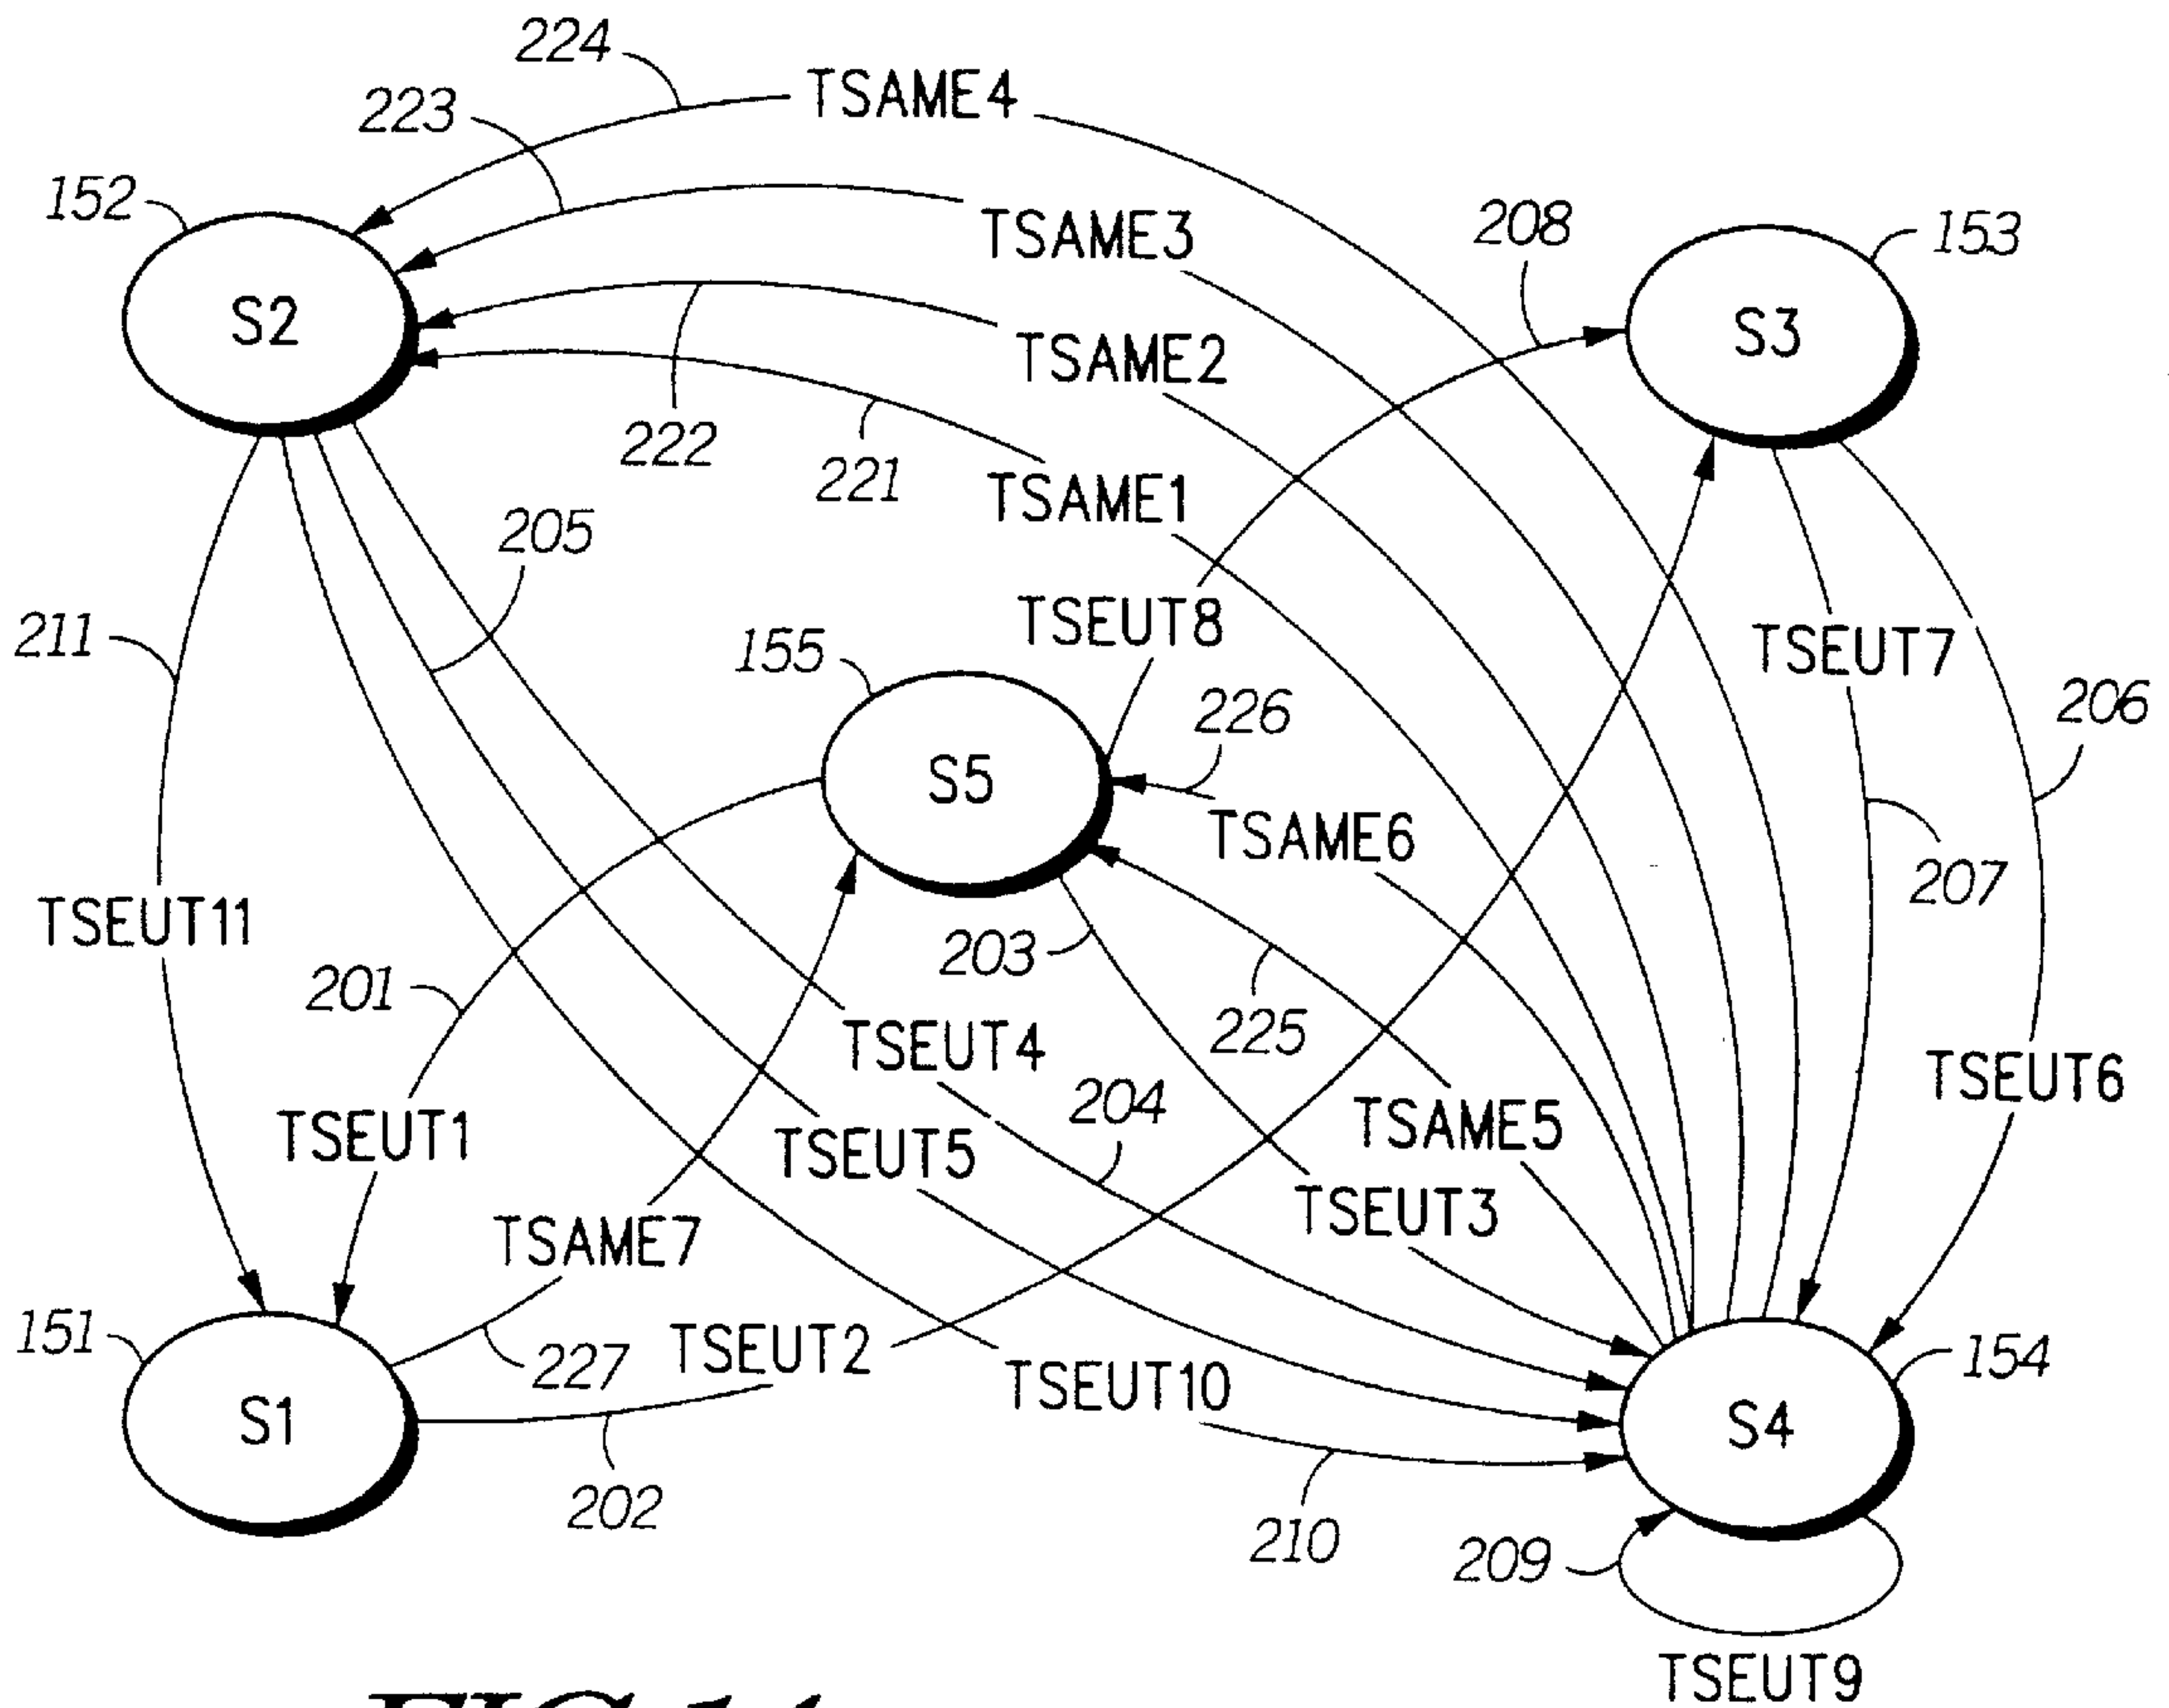 224
TSAME4
223
152
TSAME3
208
153
S2
S3
TSAME2
222
221
TSAME1
205
TSEUT8
211
155
TSEUT7
226
206
S5
TSAME6
207
TSEUT11
203
201
225
TSEUT4
204
TSEUT6
TSEUT1
TSEUT5
TSAME5
TSEUT3
TSAME7
151
227
TSEUT2
154
TSEUT10
S1
S4
202
210
209
TSEUT9